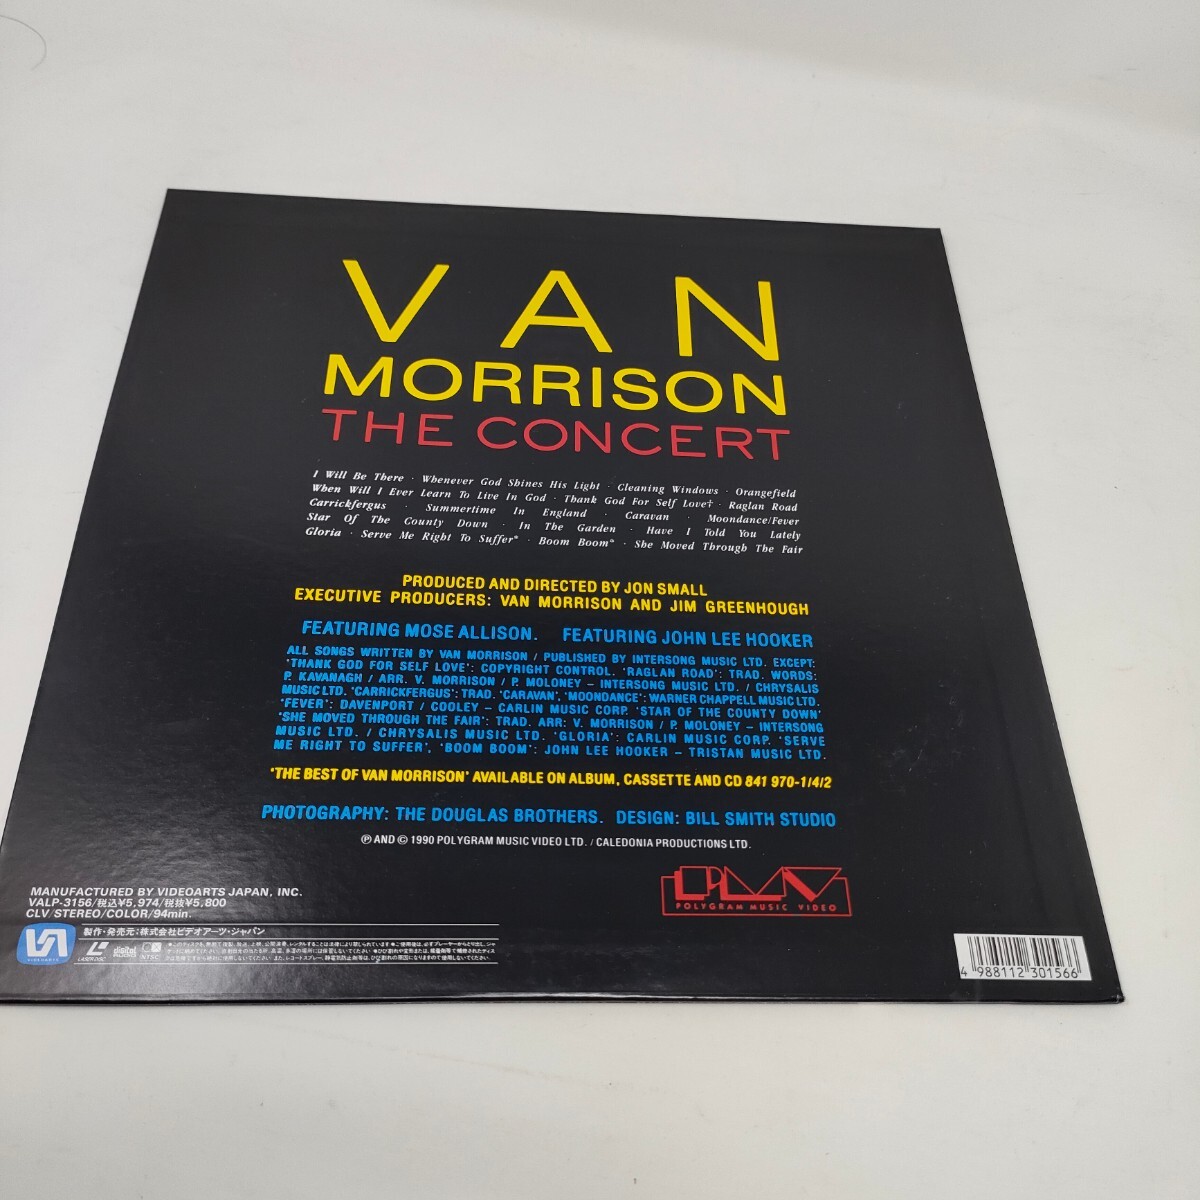 VAN
MORRISON
THE CONCERT
I Will Be There · Whenever God Shines His Light · Cleaning Windows · Orangefield
When Will I Ever Learn To Live In God · Thank God For Self Love† · Raglan Road
Carrickfergus · Summertime In England · Caravan · Moondance/Fever
Star Of The County Down · In The Garden · Have I Told You Lately
Gloria · Serve Me Right To Suffer* · Boom Boom* · She Moved Through The Fair
PRODUCED AND DIRECTED BY JON SMALL
EXECUTIVE PRODUCERS: VAN MORRISON AND JIM GREENHOUGH
FEATURING MOSE ALLISON. FEATURING JOHN LEE HOOKER
ALL SONGS WRITTEN BY VAN MORRISON / PUBLISHED BY INTERSONG MUSIC LTD. EXCEPT:
'THANK GOD FOR SELF LOVE': COPYRIGHT CONTROL. 'RAGLAN ROAD': TRAD. WORDS:
P. KAVANAGH / ARR. V. MORRISON / P. MOLONEY – INTERSONG MUSIC LTD. / CHRYSALIS
MUSIC LTD. 'CARRICKFERGUS': TRAD. 'CARAVAN', 'MOONDANCE': WARNER CHAPPELL MUSIC LTD.
'FEVER': DAVENPORT / COOLEY – CARLIN MUSIC CORP. 'STAR OF THE COUNTY DOWN'
'SHE MOVED THROUGH THE FAIR': TRAD. ARR: V. MORRISON / P. MOLONEY – INTERSONG
MUSIC LTD. / CHRYSALIS MUSIC LTD. 'GLORIA': CARLIN MUSIC CORP. 'SERVE
ME RIGHT TO SUFFER', 'BOOM BOOM': JOHN LEE HOOKER – TRISTAN MUSIC LTD.
'THE BEST OF VAN MORRISON' AVAILABLE ON ALBUM, CASSETTE AND CD 841 970-1/4/2
PHOTOGRAPHY: THE DOUGLAS BROTHERS. DESIGN: BILL SMITH STUDIO
℗ AND © 1990 POLYGRAM MUSIC VIDEO LTD. / CALEDONIA PRODUCTIONS LTD.
PMV
POLYGRAM MUSIC VIDEO
MANUFACTURED BY VIDEOARTS JAPAN, INC.
VALP-3156/税込¥5,974/税抜¥5,800
CLV/STEREO/COLOR/94min.
製作・発売元:株式会社ビデオアーツ・ジャパン
VIDEOARTS
LASERDISC
digital
NTSC
4 988112 301566